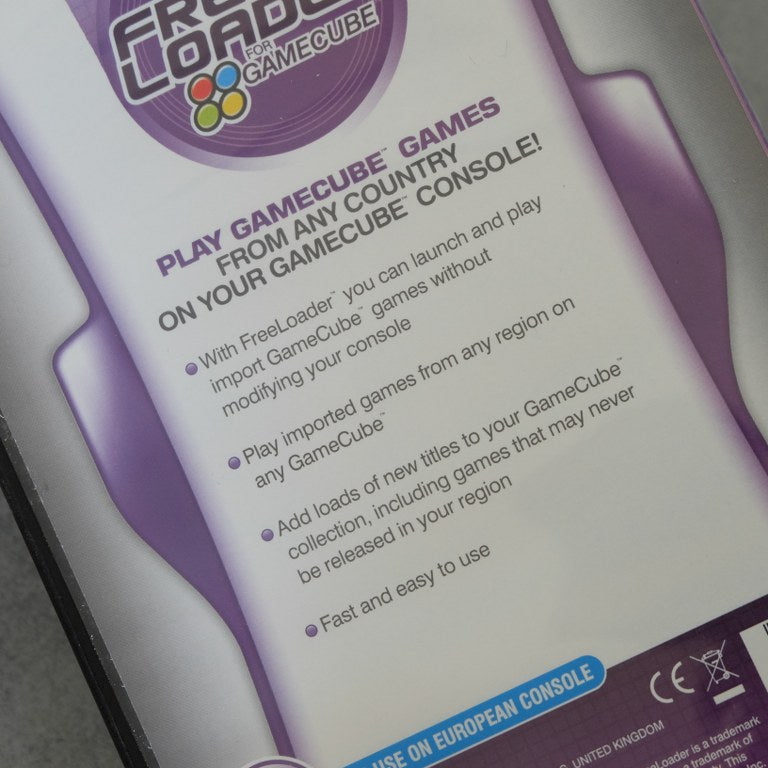 LOADER
FOR
GAMECUBE
PLAY GAMECUBE™ GAMES
FROM ANY COUNTRY
ON YOUR GAMECUBE™ CONSOLE!
With FreeLoader™ you can launch and play
import GameCube™ games without
modifying your console
Play imported games from any region on
any GameCube™
Add loads of new titles to your GameCube™
collection, including games that may never
be released in your region
Fast and easy to use
USE ON EUROPEAN CONSOLE
CE
UNITED KINGDOM
Loader is a trademark
a trademark of
This